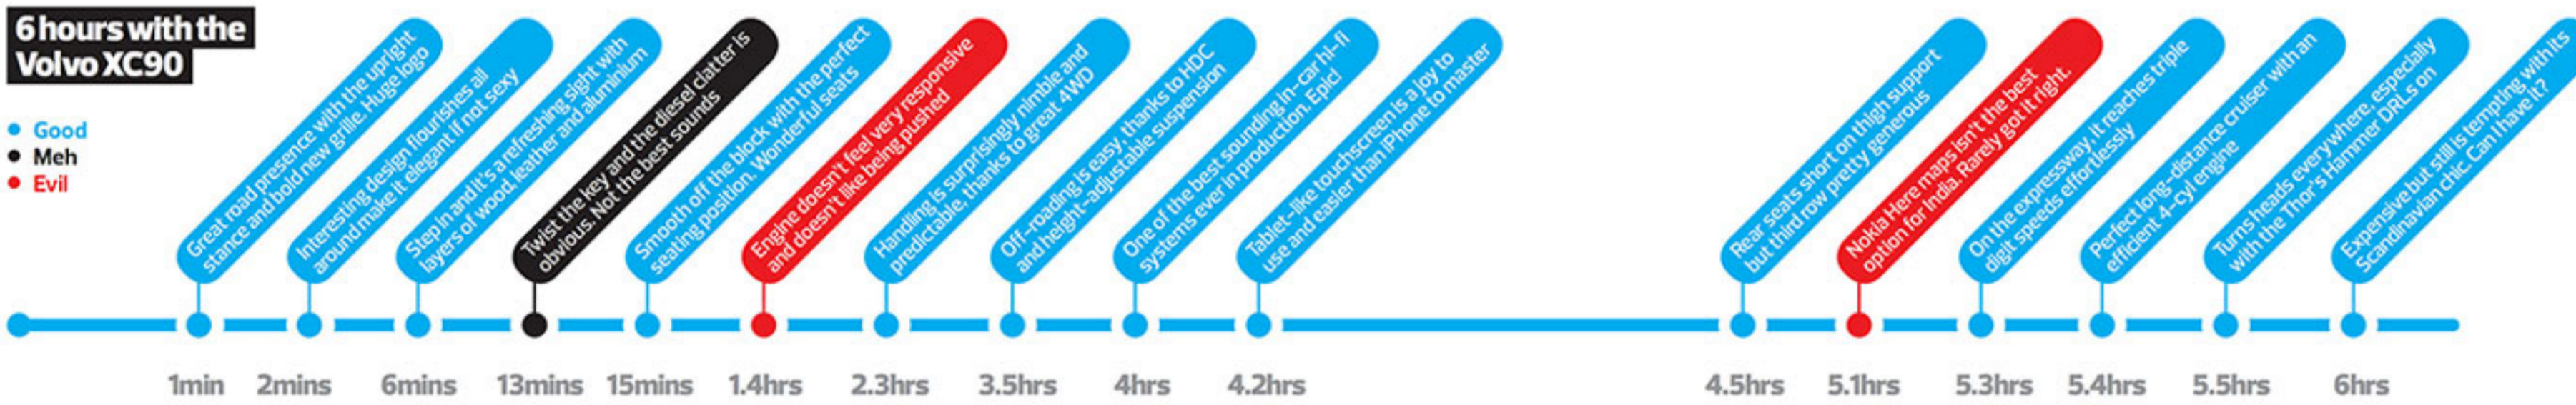 6 hours with the
Volvo XC90
Good
Meh
Evil
Great road presence with the upright
stance and bold new grille. Huge logo
Interesting design flourishes all
around make it elegant if not sexy
Step in and it's a refreshing sight with
layers of wood, leather and aluminium
Twist the key and the diesel clatter is
obvious. Not the best sounds
Smooth off the block with the perfect
seating position. Wonderful seats
Engine doesn't feel very responsive
and doesn't like being pushed
Handling is surprisingly nimble and
predictable, thanks to great 4WD
Off-roading is easy, thanks to HDC
and height-adjustable suspension
One of the best sounding in-car hi-fi
systems ever in production. Epic!
Tablet-like touchscreen is a joy to
use and easier than iPhone to master
Rear seats short on thigh support
but third row pretty generous
Nokia Here maps isn't the best
option for India. Rarely got it right.
On the expressway, it reaches triple
digit speeds effortlessly
Perfect long-distance cruiser with an
efficient 4-cyl engine
Turns heads everywhere, especially
with the Thor's Hammer DRLs on
Expensive but still is tempting with its
Scandinavian chic. Can I have it?
1min
2mins
6mins
13mins
15mins
1.4hrs
2.3hrs
3.5hrs
4hrs
4.2hrs
4.5hrs
5.1hrs
5.3hrs
5.4hrs
5.5hrs
6hrs